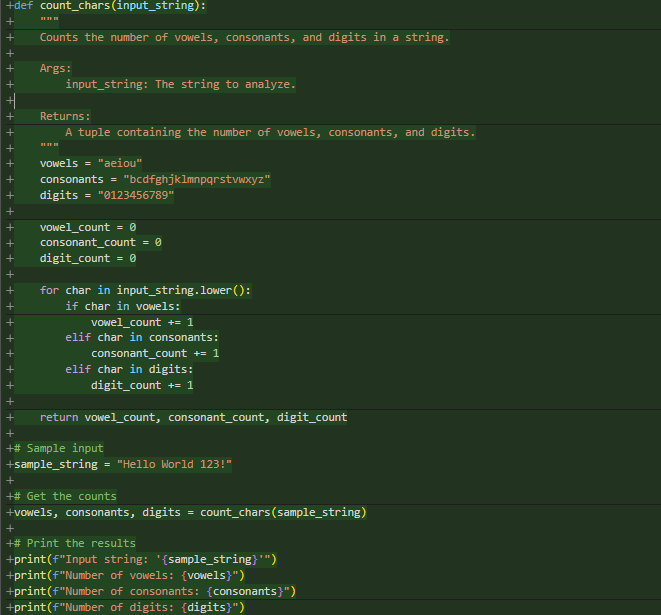 +def count_chars(input_string):
+    """
+    Counts the number of vowels, consonants, and digits in a string.
+
+    Args:
+        input_string: The string to analyze.
+
+    Returns:
+        A tuple containing the number of vowels, consonants, and digits.
+    """
+    vowels = "aeiou"
+    consonants = "bcdfghjklmnpqrstvwxyz"
+    digits = "0123456789"
+
+    vowel_count = 0
+    consonant_count = 0
+    digit_count = 0
+
+    for char in input_string.lower():
+        if char in vowels:
+            vowel_count += 1
+        elif char in consonants:
+            consonant_count += 1
+        elif char in digits:
+            digit_count += 1
+
+    return vowel_count, consonant_count, digit_count
+
+# Sample input
+sample_string = "Hello World 123!"
+
+# Get the counts
+vowels, consonants, digits = count_chars(sample_string)
+
+# Print the results
+print(f"Input string: '{sample_string}'")
+print(f"Number of vowels: {vowels}")
+print(f"Number of consonants: {consonants}")
+print(f"Number of digits: {digits}")